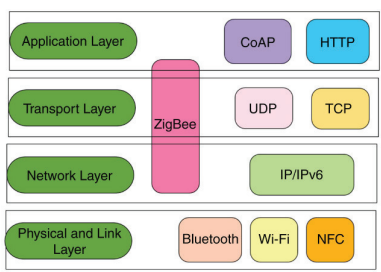 Application Layer
CoAP
HTTP
Transport Layer
ZigBee
UDP
TCP
Network Layer
IP/IPv6
Physical and Link
Layer
Bluetooth
Wi-Fi
NFC